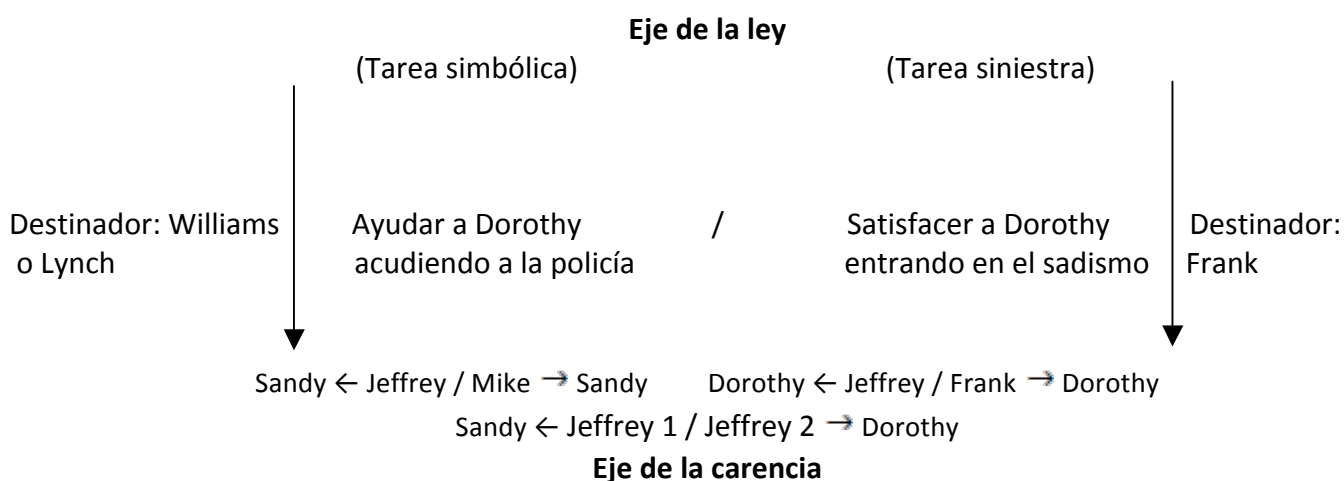 Eje de la ley
(Tarea simbólica) (Tarea siniestra)
Destinador: Williams Ayudar a Dorothy / Satisfacer a Dorothy Destinador:
o Lynch acudiendo a la policía entrando en el sadismo Frank
Sandy ← Jeffrey / Mike → Sandy Dorothy ← Jeffrey / Frank → Dorothy
Sandy ← Jeffrey 1 / Jeffrey 2 → Dorothy
Eje de la carencia